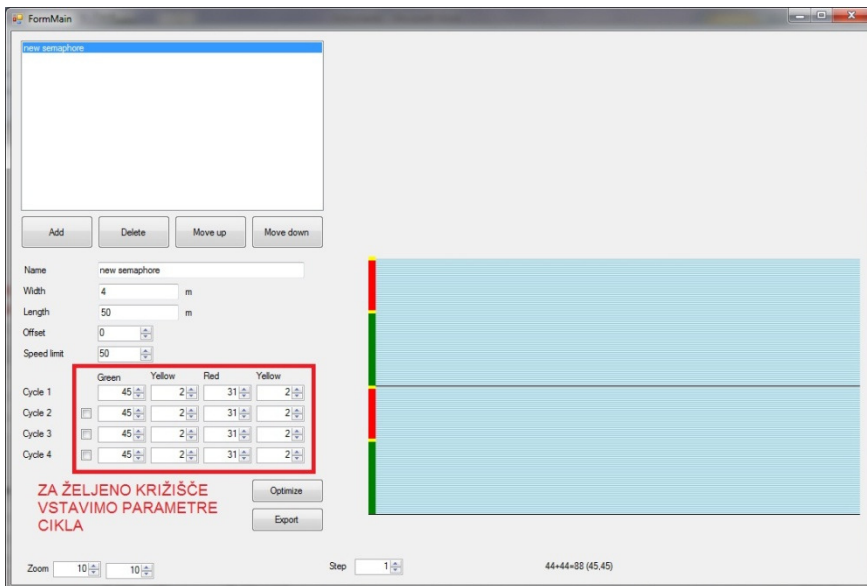 FormMain
new semaphore
Add Delete Move up Move down
Name new semaphore
Width 4 m
Length 50 m
Offset 0
Speed limit 50
Green Yellow Red Yellow
Cycle 1 45 2 31 2
Cycle 2 45 2 31 2
Cycle 3 45 2 31 2
Cycle 4 45 2 31 2
ZA ŽELJENO KRIŽIŠČE
VSTAVIMO PARAMETRE
CIKLA
Optimize
Export
Zoom 10 10 Step 1 44+44=88 (45,45)